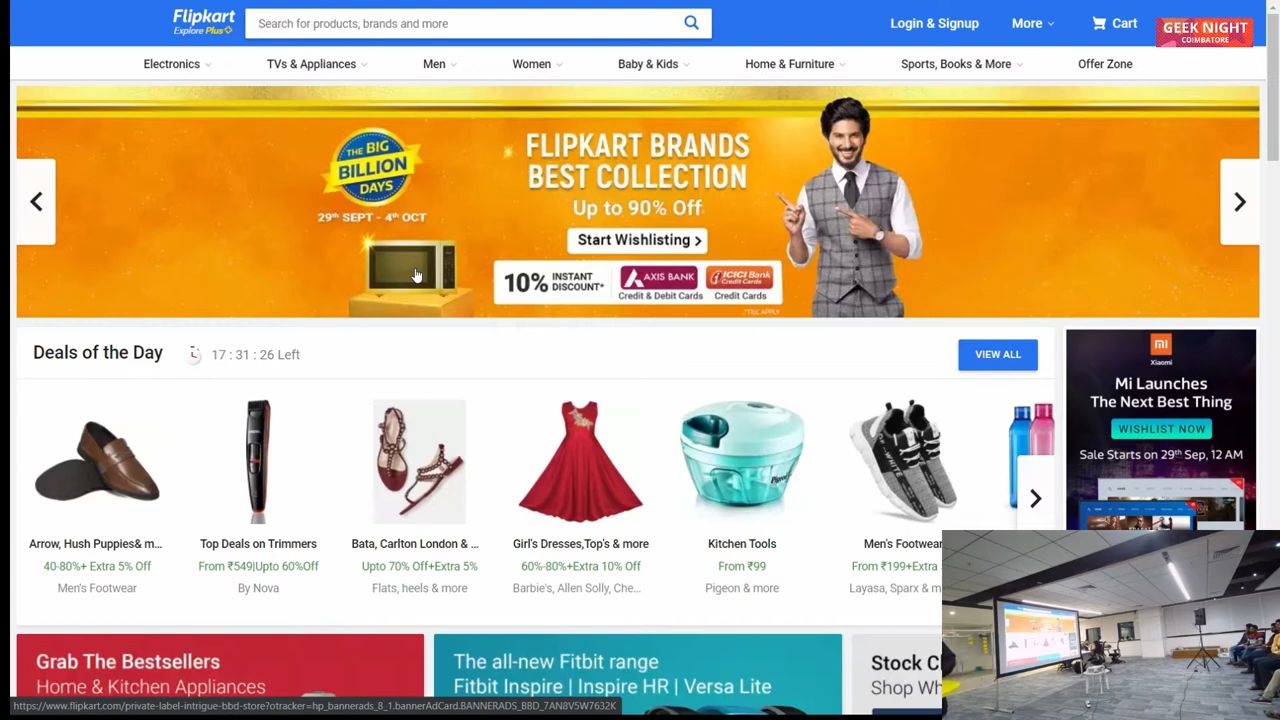 Flipkart
Explore Plus
Search for products, brands and more
Login & Signup
More
Cart
GEEK NIGHT
COIMBATORE
Electronics
TVs & Appliances
Men
Women
Baby & Kids
Home & Furniture
Sports, Books & More
Offer Zone
THE BIG
BILLION
DAYS
29th SEPT - 4th OCT
FLIPKART BRANDS
BEST COLLECTION
Up to 90% Off
Start Wishlisting
10% INSTANT DISCOUNT*
AXIS BANK
Credit & Debit Cards
ICICI Bank
Credit Cards
Credit Cards
*T&C APPLY
Deals of the Day
17 : 31 : 26 Left
VIEW ALL
Arrow, Hush Puppies& m...
40-80%+ Extra 5% Off
Men's Footwear
Top Deals on Trimmers
From ₹549|Upto 60%Off
By Nova
Bata, Carlton London & ...
Upto 70% Off+Extra 5%
Flats, heels & more
Girl's Dresses,Top's & more
60%-80%+Extra 10% Off
Barbie's, Allen Solly, Che...
Kitchen Tools
From ₹99
Pigeon & more
Men's Footwear
From ₹199+Extra
Layasa, Sparx & m
mi
Xiaomi
Mi Launches
The Next Best Thing
WISHLIST NOW
Sale Starts on 29th Sep, 12 AM
Grab The Bestsellers
Home & Kitchen Appliances
The all-new Fitbit range
Fitbit Inspire | Inspire HR | Versa Lite
Stock Cl
Shop Wh
https://www.flipkart.com/private-label-intrigue-bbd-store?otracker=hp_bannerads_8_1.bannerAdCard.BANNERADS_BBD_7AN8V5W7632K